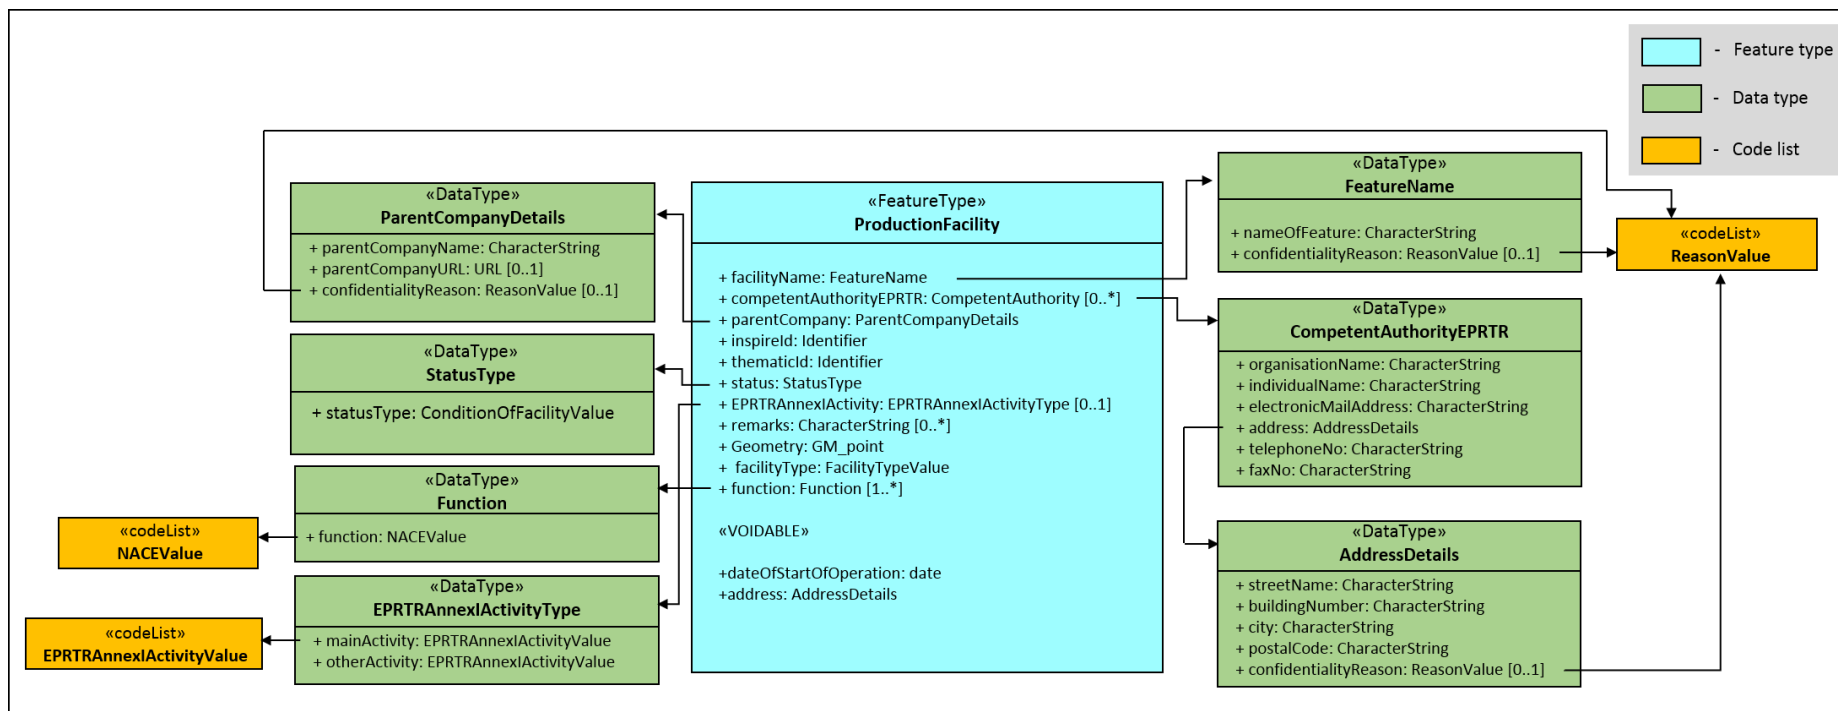 - Feature type
- Data type
- Code list
«DataType»
ParentCompanyDetails
+ parentCompanyName: CharacterString
+ parentCompanyURL: URL [0..1]
+ confidentialityReason: ReasonValue [0..1]
«DataType»
StatusType
+ statusType: ConditionOfFacilityValue
«DataType»
Function
+ function: NACEValue
«codeList»
NACEValue
«DataType»
EPRTRAnnexIActivityType
+ mainActivity: EPRTRAnnexIActivityValue
+ otherActivity: EPRTRAnnexIActivityValue
«codeList»
EPRTRAnnexIActivityValue
«FeatureType»
ProductionFacility
+ facilityName: FeatureName
+ competentAuthorityEPRTR: CompetentAuthority [0..*]
+ parentCompany: ParentCompanyDetails
+ inspireId: Identifier
+ thematicId: Identifier
+ status: StatusType
+ EPRTRAnnexIActivity: EPRTRAnnexIActivityType [0..1]
+ remarks: CharacterString [0..*]
+ Geometry: GM_point
+ facilityType: FacilityTypeValue
+ function: Function [1..*]
«VOIDABLE»
+dateOfStartOfOperation: date
+address: AddressDetails
«DataType»
FeatureName
+ nameOfFeature: CharacterString
+ confidentialityReason: ReasonValue [0..1]
«codeList»
ReasonValue
«DataType»
CompetentAuthorityEPRTR
+ organisationName: CharacterString
+ individualName: CharacterString
+ electronicMailAddress: CharacterString
+ address: AddressDetails
+ telephoneNo: CharacterString
+ faxNo: CharacterString
«DataType»
AddressDetails
+ streetName: CharacterString
+ buildingNumber: CharacterString
+ city: CharacterString
+ postalCode: CharacterString
+ confidentialityReason: ReasonValue [0..1]